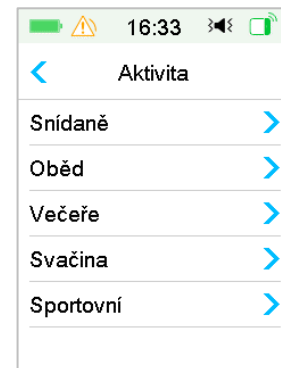 16:33
Aktivita
Snídaně
Oběd
Večeře
Svačina
Sportovní